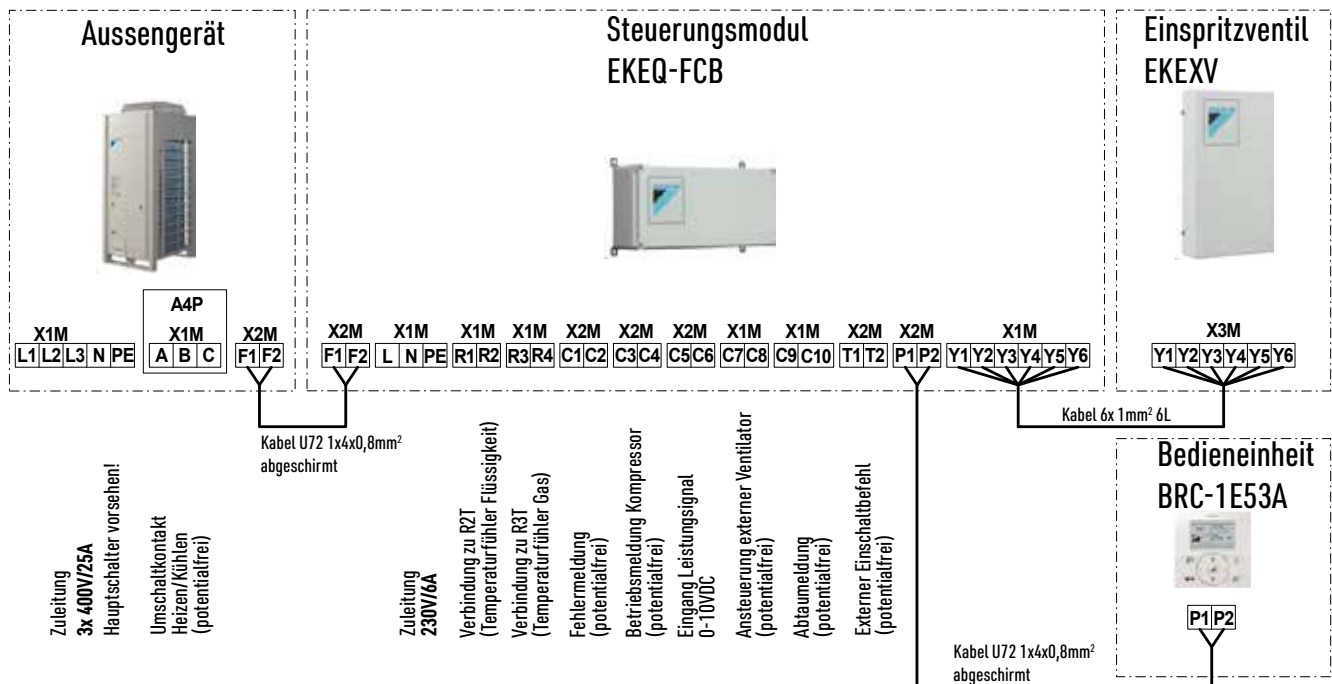 Aussengerät
Steuerungsmodul
EKEQ-FCB
Einspritzventil
EKEXV
A4P
X1M
X1M
X2M
L1 L2 L3 N PE
A B C
F1 F2
X2M
X1M
X1M
X1M
X2M
X2M
X2M
X1M
X1M
X2M
X2M
X1M
F1 F2
L N PE
R1 R2
R3 R4
C1 C2
C3 C4
C5 C6
C7 C8
C9 C10
T1 T2
P1 P2
Y1 Y2 Y3 Y4 Y5 Y6
X3M
Y1 Y2 Y3 Y4 Y5 Y6
Kabel U72 1x4x0,8mm²
abgeschirmt
Kabel 6x 1mm² 6L
Zuleitung
3x 400V/25A
Hauptschalter vorsehen!
Umschaltkontakt
Heizen/Kühlen
(potentialfrei)
Zuleitung
230V/6A
Verbindung zu R2T
(Temperaturfühler Flüssigkeit)
Verbindung zu R3T
(Temperaturfühler Gas)
Fehlermeldung
(potentialfrei)
Betriebsmeldung Kompressor
(potentialfrei)
Eingang Leistungsignal
0-10VDC
Ansteuerung externer Ventilator
(potentialfrei)
Abtaumeldung
(potentialfrei)
Externer Einschaltbefehl
(potentialfrei)
Bedieneinheit
BRC-1E53A
P1 P2
Kabel U72 1x4x0,8mm²
abgeschirmt